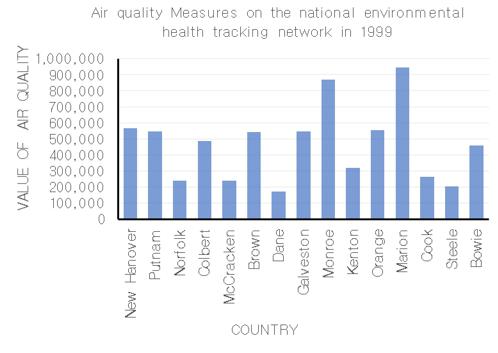 Air quality Measures on the national environmental
health tracking network in 1999
VALUE OF AIR QUALITY
1,000,000
900,000
800,000
700,000
600,000
500,000
400,000
300,000
200,000
100,000
0
New Hanover
Putnam
Norfolk
Colbert
McCracken
Brown
Dane
Galveston
Monroe
Kenton
Orange
Marion
Cook
Steele
Bowie
COUNTRY